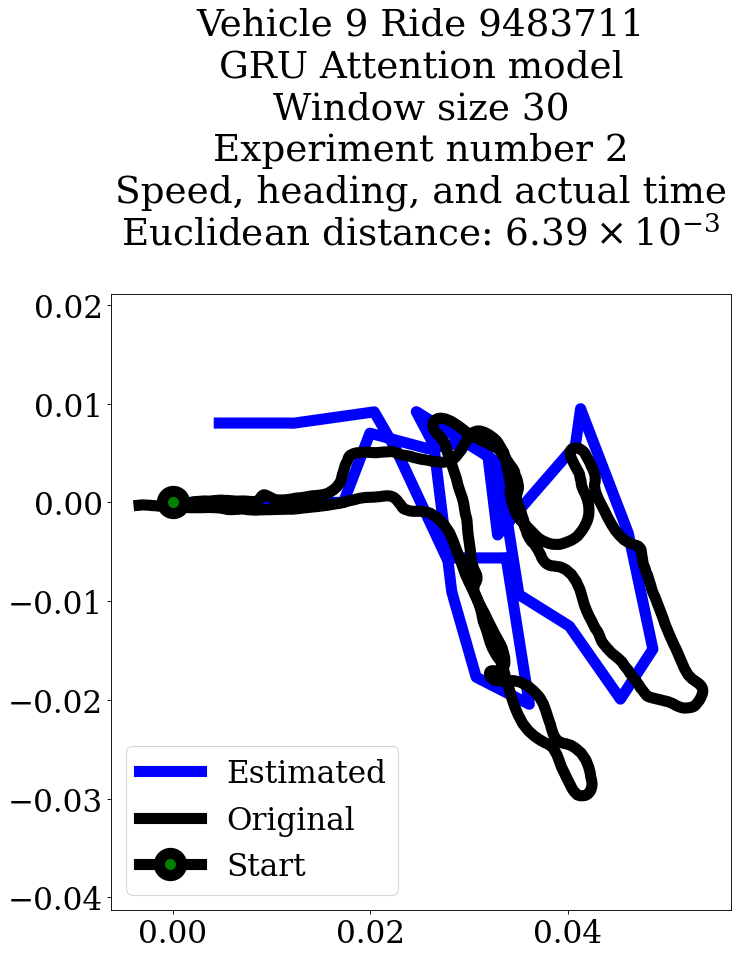 Vehicle 9 Ride 9483711
GRU Attention model
Window size 30
Experiment number 2
Speed, heading, and actual time
Euclidean distance: 6.39 × 10⁻³
0.02
0.01
0.00
−0.01
−0.02
−0.03
−0.04
Estimated
Original
Start
0.00 0.02 0.04